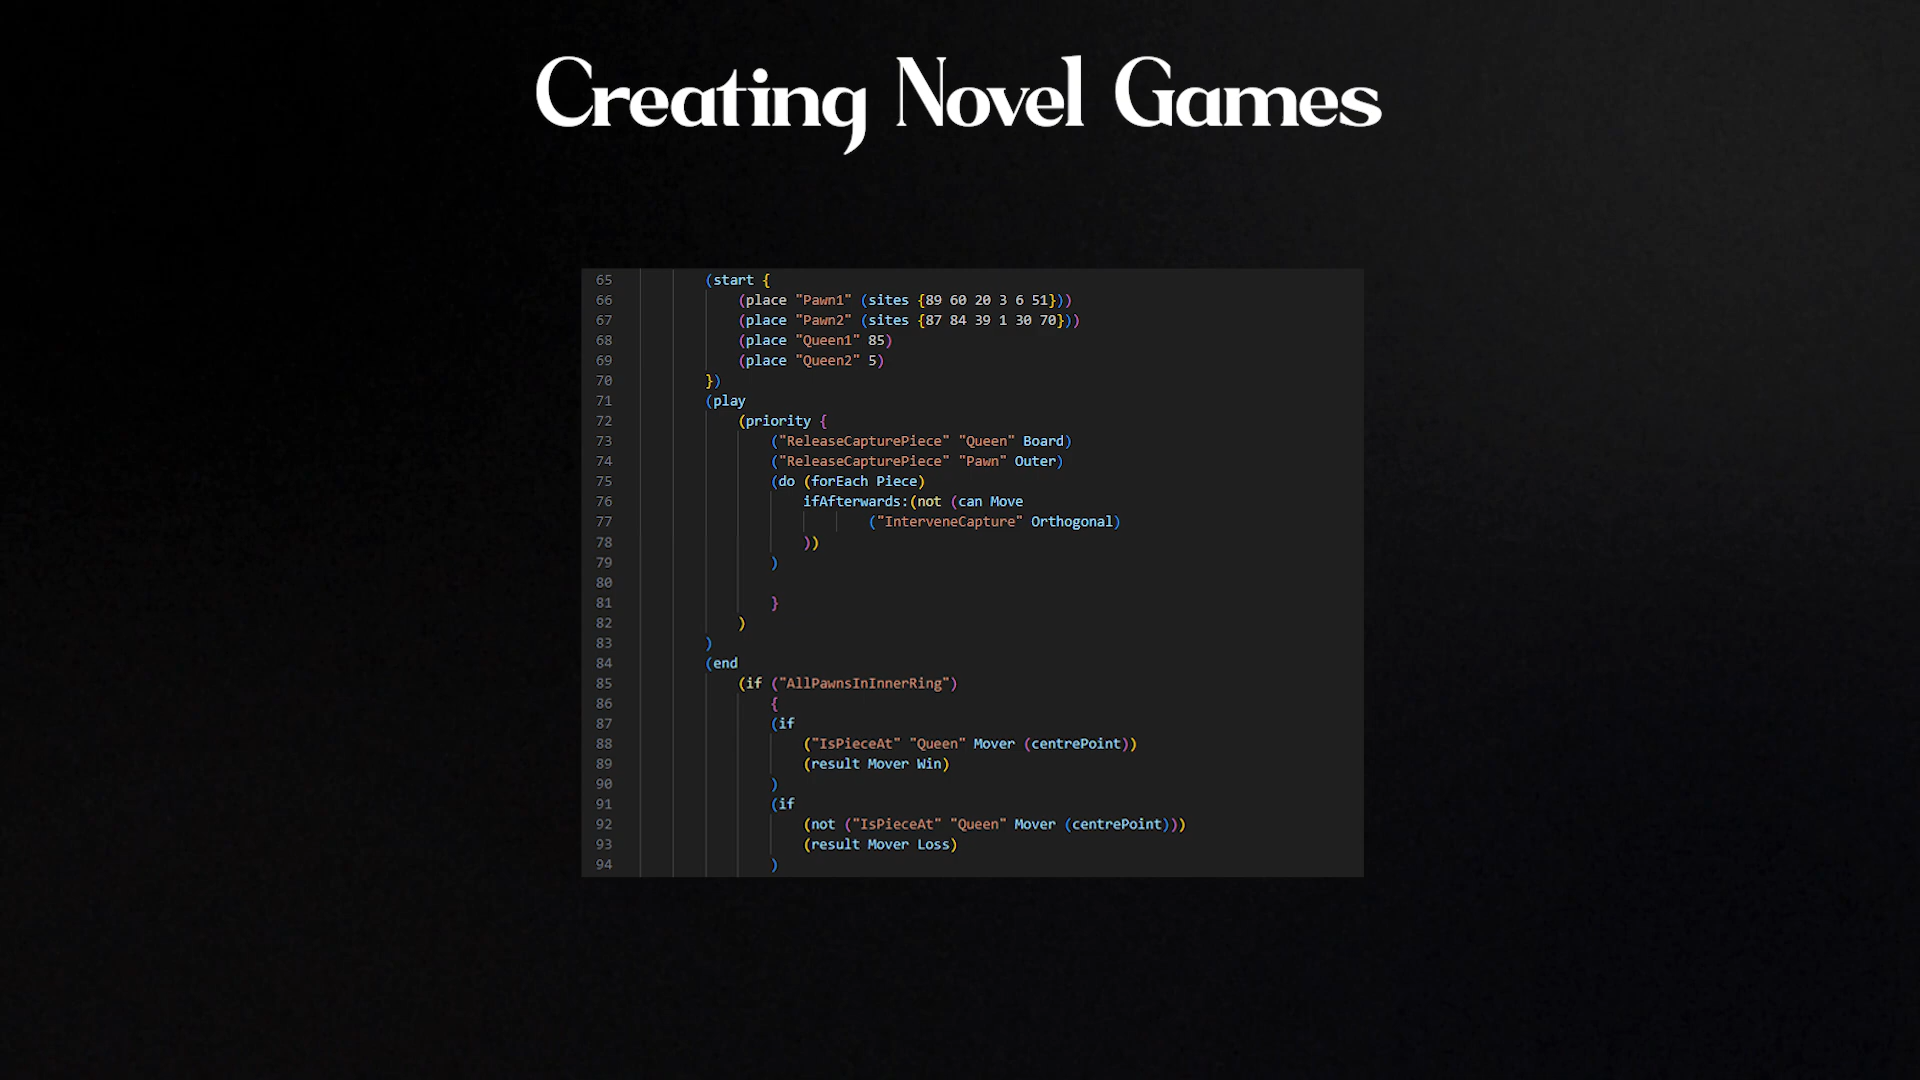 Creating Novel Games
65 (start {
66 (place "Pawn1" (sites {89 60 20 3 6 51}))
67 (place "Pawn2" (sites {87 84 39 1 30 70}))
68 (place "Queen1" 85)
69 (place "Queen2" 5)
70 })
71 (play
72 (priority {
73 ("ReleaseCapturePiece" "Queen" Board)
74 ("ReleaseCapturePiece" "Pawn" Outer)
75 (do (forEach Piece)
76 ifAfterwards:(not (can Move
77 ("InterveneCapture" Orthogonal)
78 ))
79 )
80
81 }
82 )
83 )
84 (end
85 (if ("AllPawnsInInnerRing")
86 {
87 (if
88 ("IsPieceAt" "Queen" Mover (centrePoint))
89 (result Mover Win)
90 )
91 (if
92 (not ("IsPieceAt" "Queen" Mover (centrePoint)))
93 (result Mover Loss)
94 )